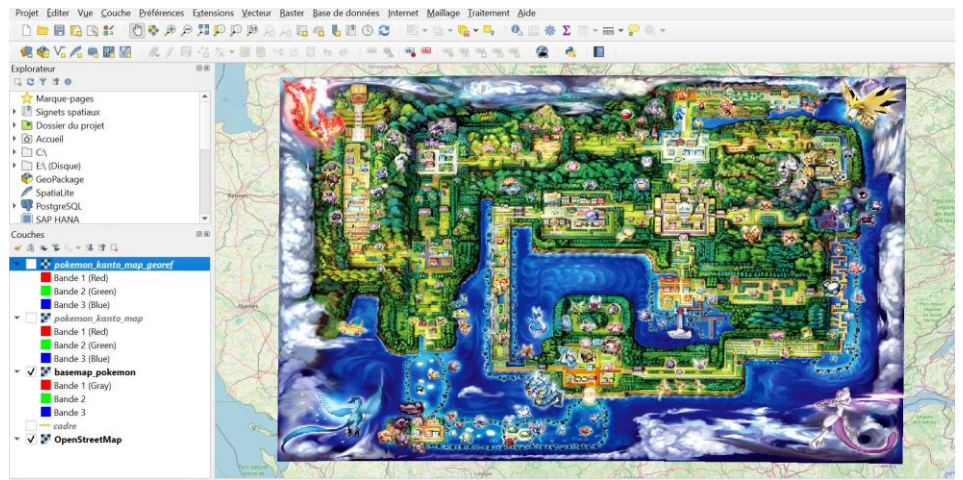 Projet Éditer Vue Couche Préférences Extensions Vecteur Raster Base de données Internet Maillage Traitement Aide
Explorateur
Marque-pages
Signets spatiaux
Dossier du projet
Accueil
C:\
E:\ (Disque)
GeoPackage
SpatiaLite
PostgreSQL
SAP HANA
Couches
pokemon_kanto_map_georef
Bande 1 (Red)
Bande 2 (Green)
Bande 3 (Blue)
pokemon_kanto_map
Bande 1 (Red)
Bande 2 (Green)
Bande 3 (Blue)
basemap_pokemon
Bande 1 (Gray)
Bande 2
Bande 3
cadre
OpenStreetMap
Rennes
Nantes